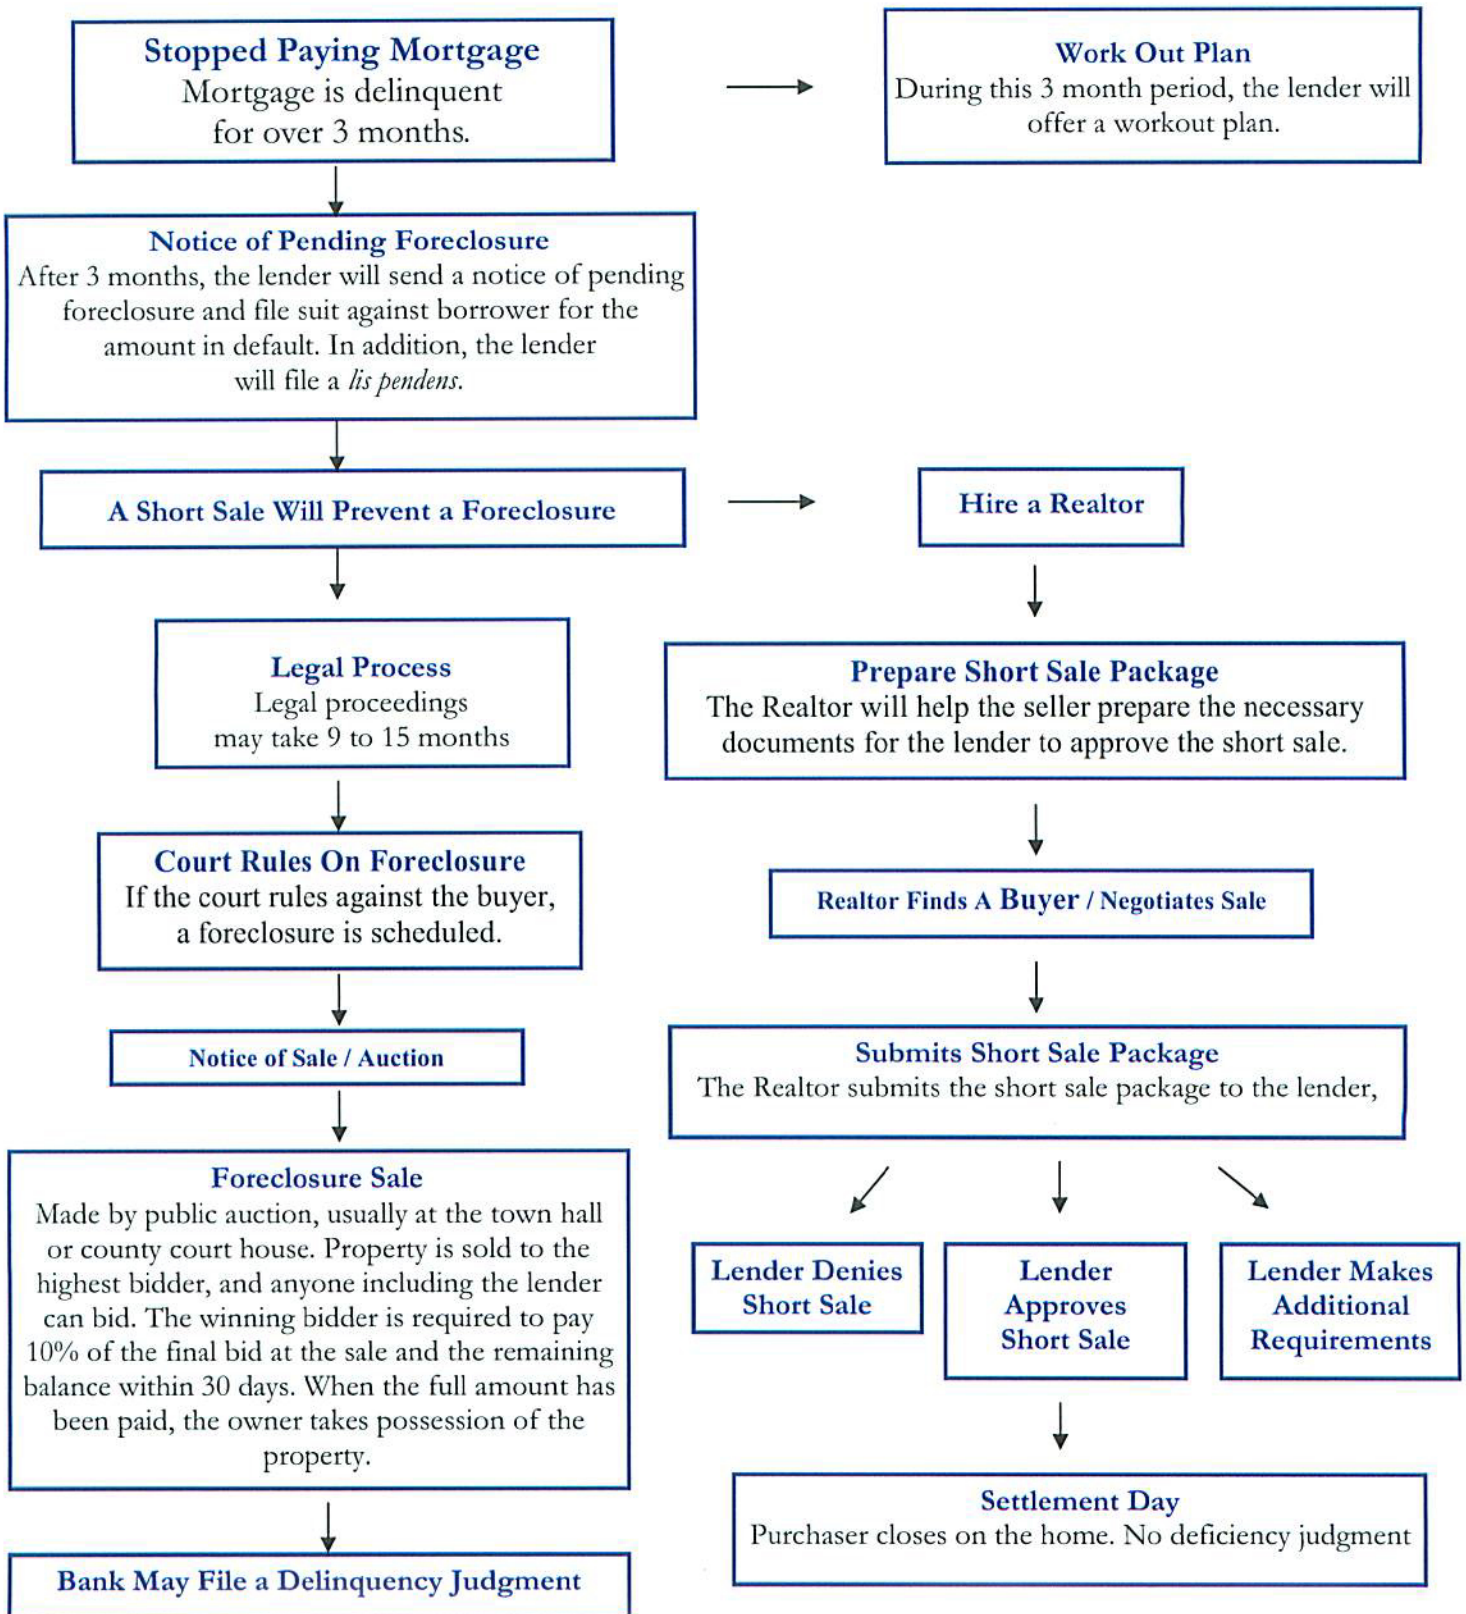 Stopped Paying Mortgage
Mortgage is delinquent
for over 3 months.
Work Out Plan
During this 3 month period, the lender will
offer a workout plan.
Notice of Pending Foreclosure
After 3 months, the lender will send a notice of pending
foreclosure and file suit against borrower for the
amount in default. In addition, the lender
will file a lis pendens.
A Short Sale Will Prevent a Foreclosure
Hire a Realtor
Legal Process
Legal proceedings
may take 9 to 15 months
Prepare Short Sale Package
The Realtor will help the seller prepare the necessary
documents for the lender to approve the short sale.
Court Rules On Foreclosure
If the court rules against the buyer,
a foreclosure is scheduled.
Realtor Finds A Buyer / Negotiates Sale
Notice of Sale / Auction
Submits Short Sale Package
The Realtor submits the short sale package to the lender,
Foreclosure Sale
Made by public auction, usually at the town hall
or county court house. Property is sold to the
highest bidder, and anyone including the lender
can bid. The winning bidder is required to pay
10% of the final bid at the sale and the remaining
balance within 30 days. When the full amount has
been paid, the owner takes possession of the
property.
Lender Denies
Short Sale
Lender
Approves
Short Sale
Lender Makes
Additional
Requirements
Settlement Day
Purchaser closes on the home. No deficiency judgment
Bank May File a Delinquency Judgment